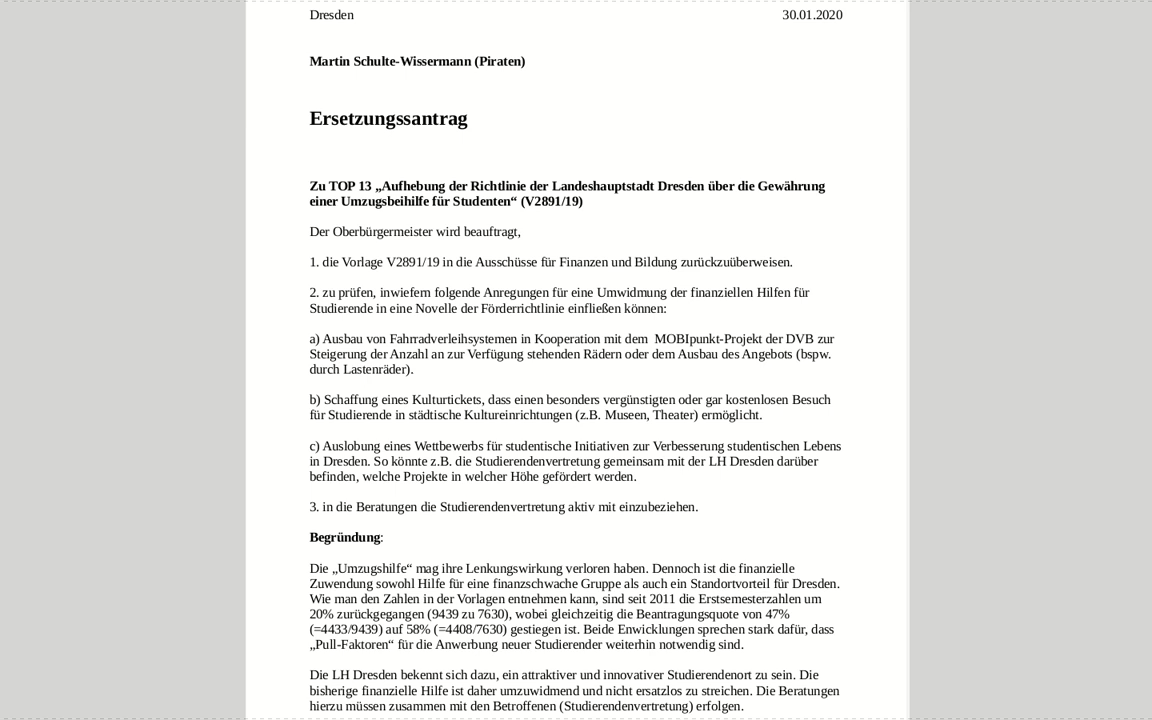 Dresden 30.01.2020
Martin Schulte-Wissermann (Piraten)
Ersetzungssantrag
Zu TOP 13 „Aufhebung der Richtlinie der Landeshauptstadt Dresden über die Gewährung
einer Umzugsbeihilfe für Studenten“ (V2891/19)
Der Oberbürgermeister wird beauftragt,
1. die Vorlage V2891/19 in die Ausschüsse für Finanzen und Bildung zurückzuüberweisen.
2. zu prüfen, inwiefern folgende Anregungen für eine Umwidmung der finanziellen Hilfen für
Studierende in eine Novelle der Förderrichtlinie einfließen können:
a) Ausbau von Fahrradverleihsystemen in Kooperation mit dem  MOBIpunkt-Projekt der DVB zur
Steigerung der Anzahl an zur Verfügung stehenden Rädern oder dem Ausbau des Angebots (bspw.
durch Lastenräder).
b) Schaffung eines Kulturtickets, dass einen besonders vergünstigten oder gar kostenlosen Besuch
für Studierende in städtische Kultureinrichtungen (z.B. Museen, Theater) ermöglicht.
c) Auslobung eines Wettbewerbs für studentische Initiativen zur Verbesserung studentischen Lebens
in Dresden. So könnte z.B. die Studierendenvertretung gemeinsam mit der LH Dresden darüber
befinden, welche Projekte in welcher Höhe gefördert werden.
3. in die Beratungen die Studierendenvertretung aktiv mit einzubeziehen.
Begründung:
Die „Umzugshilfe“ mag ihre Lenkungswirkung verloren haben. Dennoch ist die finanzielle
Zuwendung sowohl Hilfe für eine finanzschwache Gruppe als auch ein Standortvorteil für Dresden.
Wie man den Zahlen in der Vorlagen entnehmen kann, sind seit 2011 die Erstsemesterzahlen um
20% zurückgegangen (9439 zu 7630), wobei gleichzeitig die Beantragungsquote von 47%
(=4433/9439) auf 58% (=4408/7630) gestiegen ist. Beide Enwicklungen sprechen stark dafür, dass
„Pull-Faktoren“ für die Anwerbung neuer Studierender weiterhin notwendig sind.
Die LH Dresden bekennt sich dazu, ein attraktiver und innovativer Studierendenort zu sein. Die
bisherige finanzielle Hilfe ist daher umzuwidmend und nicht ersatzlos zu streichen. Die Beratungen
hierzu müssen zusammen mit den Betroffenen (Studierendenvertretung) erfolgen.